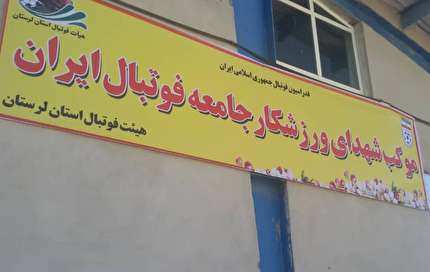 هیات فوتبال استان لرستان
فدراسیون فوتبال جمهوری اسلامی ایران
موکب شهدای ورزشکار جامعه فوتبال ایران
هیئت فوتبال استان لرستان